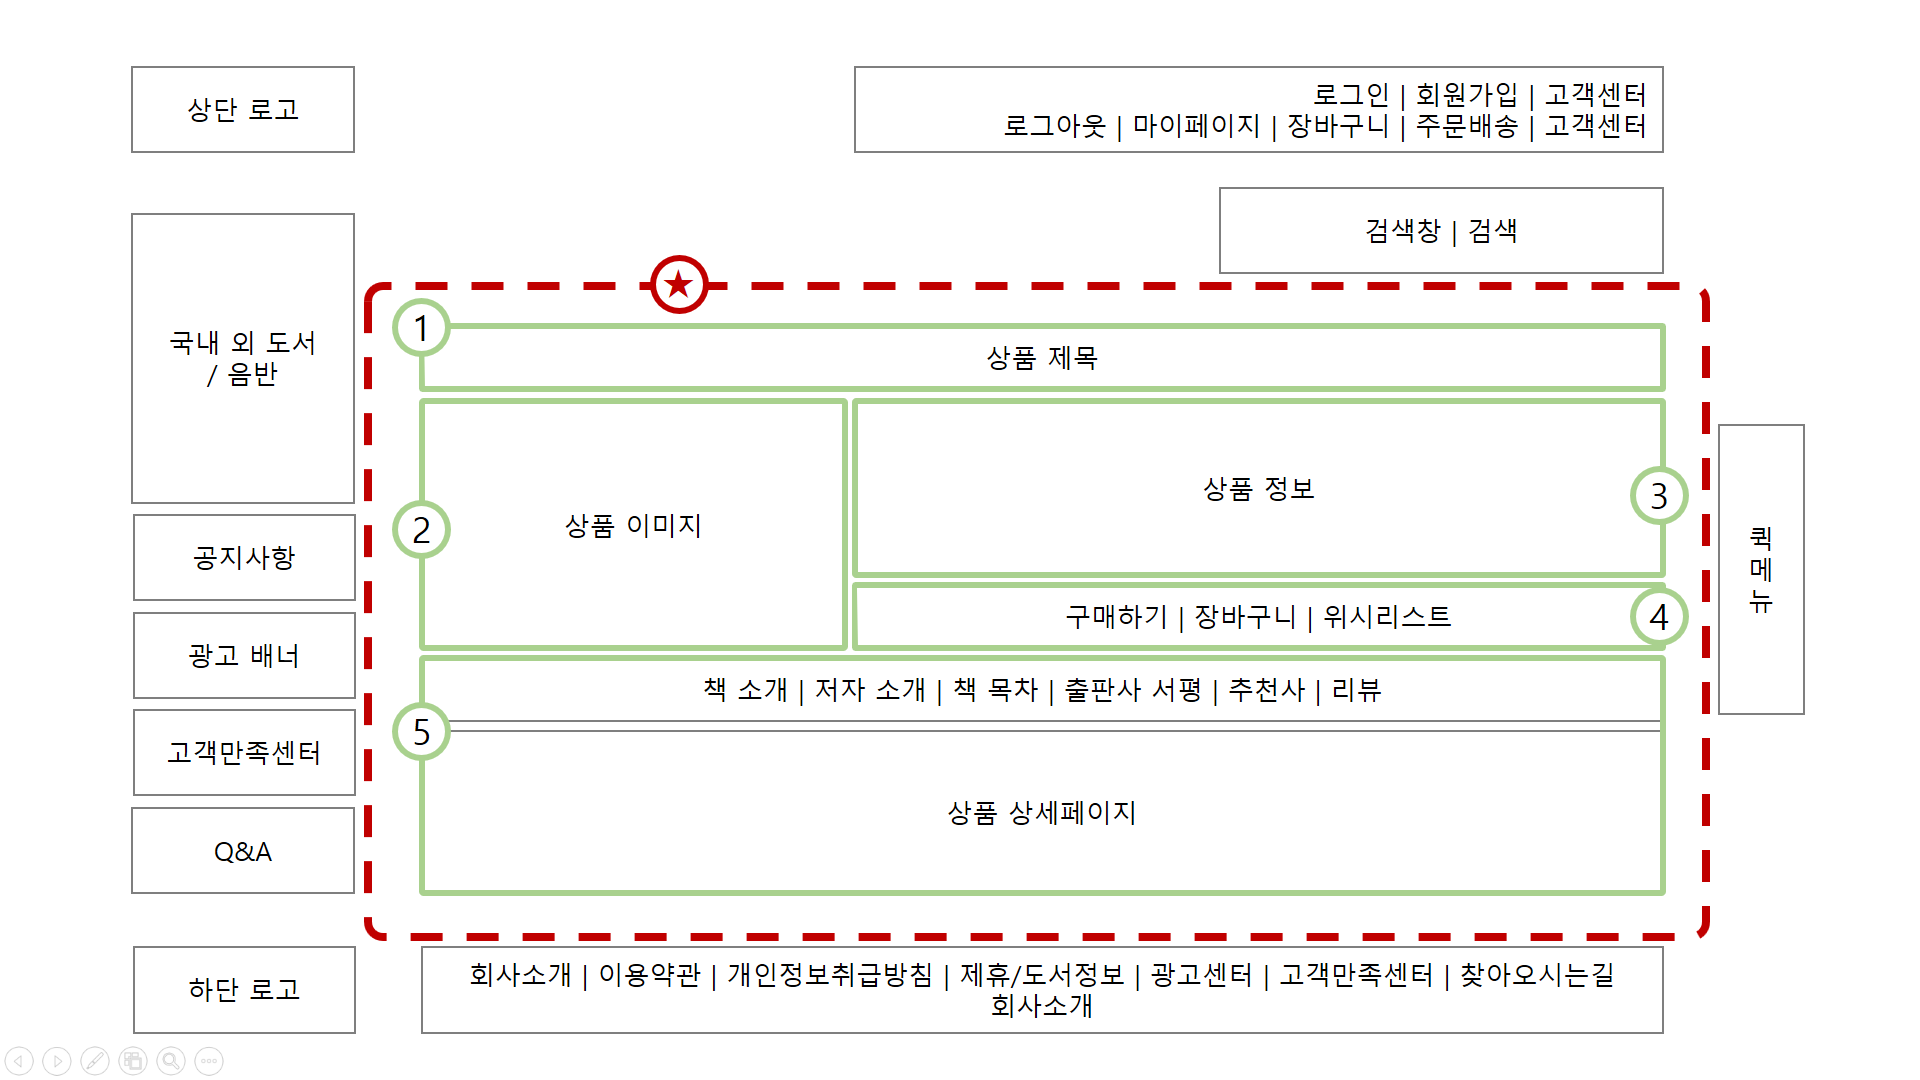 상단 로고
로그인 | 회원가입 | 고객센터
로그아웃 | 마이페이지 | 장바구니 | 주문배송 | 고객센터
검색창 | 검색
국내 외 도서
/ 음반
공지사항
광고 배너
고객만족센터
Q&A
★
1
상품 제목
2
상품 이미지
상품 정보
3
구매하기 | 장바구니 | 위시리스트
4
책 소개 | 저자 소개 | 책 목차 | 출판사 서평 | 추천사 | 리뷰
5
상품 상세페이지
퀵
메
뉴
하단 로고
회사소개 | 이용약관 | 개인정보취급방침 | 제휴/도서정보 | 광고센터 | 고객만족센터 | 찾아오시는길
회사소개